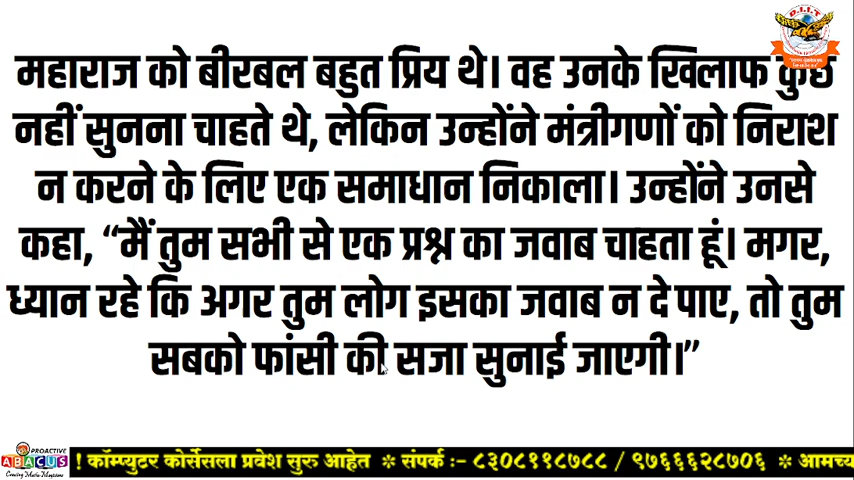 D.I.I.T
महाराज को बीरबल बहुत प्रिय थे। वह उनके खिलाफ कुछ
नहीं सुनना चाहते थे, लेकिन उन्होंने मंत्रीगणों को निराश
न करने के लिए एक समाधान निकाला। उन्होंने उनसे
कहा, “मैं तुम सभी से एक प्रश्न का जवाब चाहता हूं। मगर,
ध्यान रहे कि अगर तुम लोग इसका जवाब न दे पाए, तो तुम
सबको फांसी की सजा सुनाई जाएगी।”
PROACTIVE
ABACUS
! कॉम्प्युटर कोर्सेसला प्रवेश सुरु आहेत ❊ संपर्क :- ८३०८११८७८८ / ९७६६६२८७०६ ❊ आमच्य